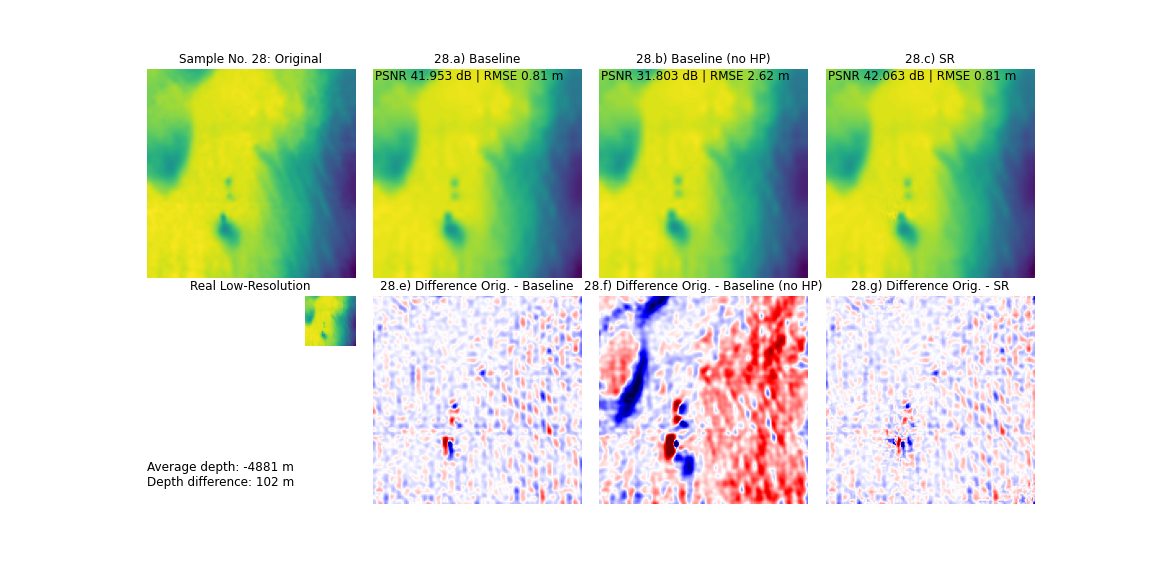 Sample No. 28: Original
28.a) Baseline
28.b) Baseline (no HP)
28.c) SR
PSNR 41.953 dB | RMSE 0.81 m
PSNR 31.803 dB | RMSE 2.62 m
PSNR 42.063 dB | RMSE 0.81 m
Real Low-Resolution
28.e) Difference Orig. - Baseline
28.f) Difference Orig. - Baseline (no HP)
28.g) Difference Orig. - SR
Average depth: -4881 m
Depth difference: 102 m